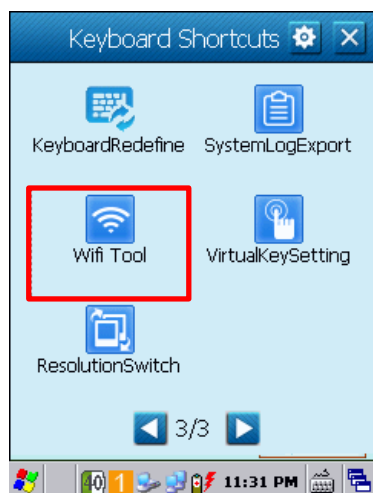 Keyboard Shortcuts
KeyboardRedefine SystemLogExport
Wifi Tool VirtualKeySetting
ResolutionSwitch
3/3
40 1 11:31 PM